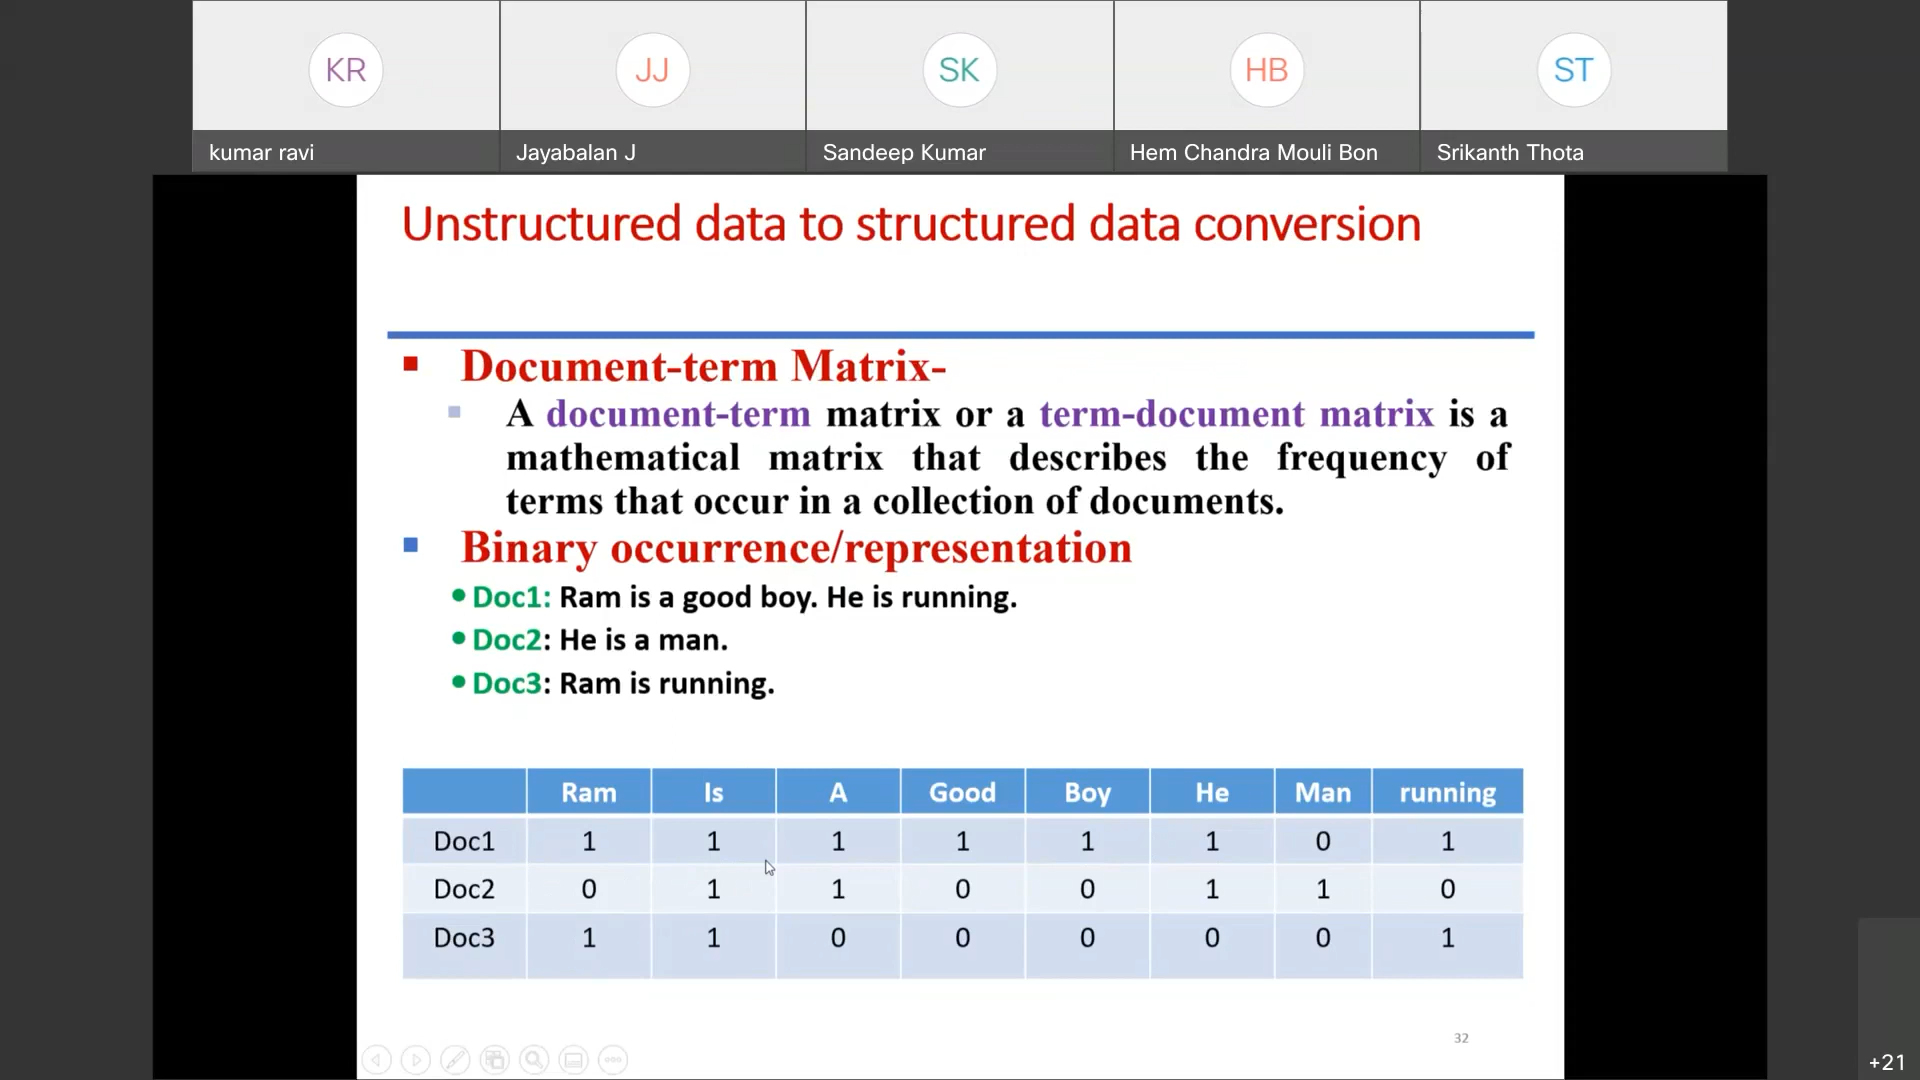 KR JJ SK HB ST
kumar ravi Jayabalan J Sandeep Kumar Hem Chandra Mouli Bon Srikanth Thota
Unstructured data to structured data conversion
Document-term Matrix-
A document-term matrix or a term-document matrix is a
mathematical matrix that describes the frequency of
terms that occur in a collection of documents.
Binary occurrence/representation
Doc1: Ram is a good boy. He is running.
Doc2: He is a man.
Doc3: Ram is running.
Ram Is A Good Boy He Man running
Doc1 1 1 1 1 1 1 0 1
Doc2 0 1 1 0 0 1 1 0
Doc3 1 1 0 0 0 0 0 1
32
+21